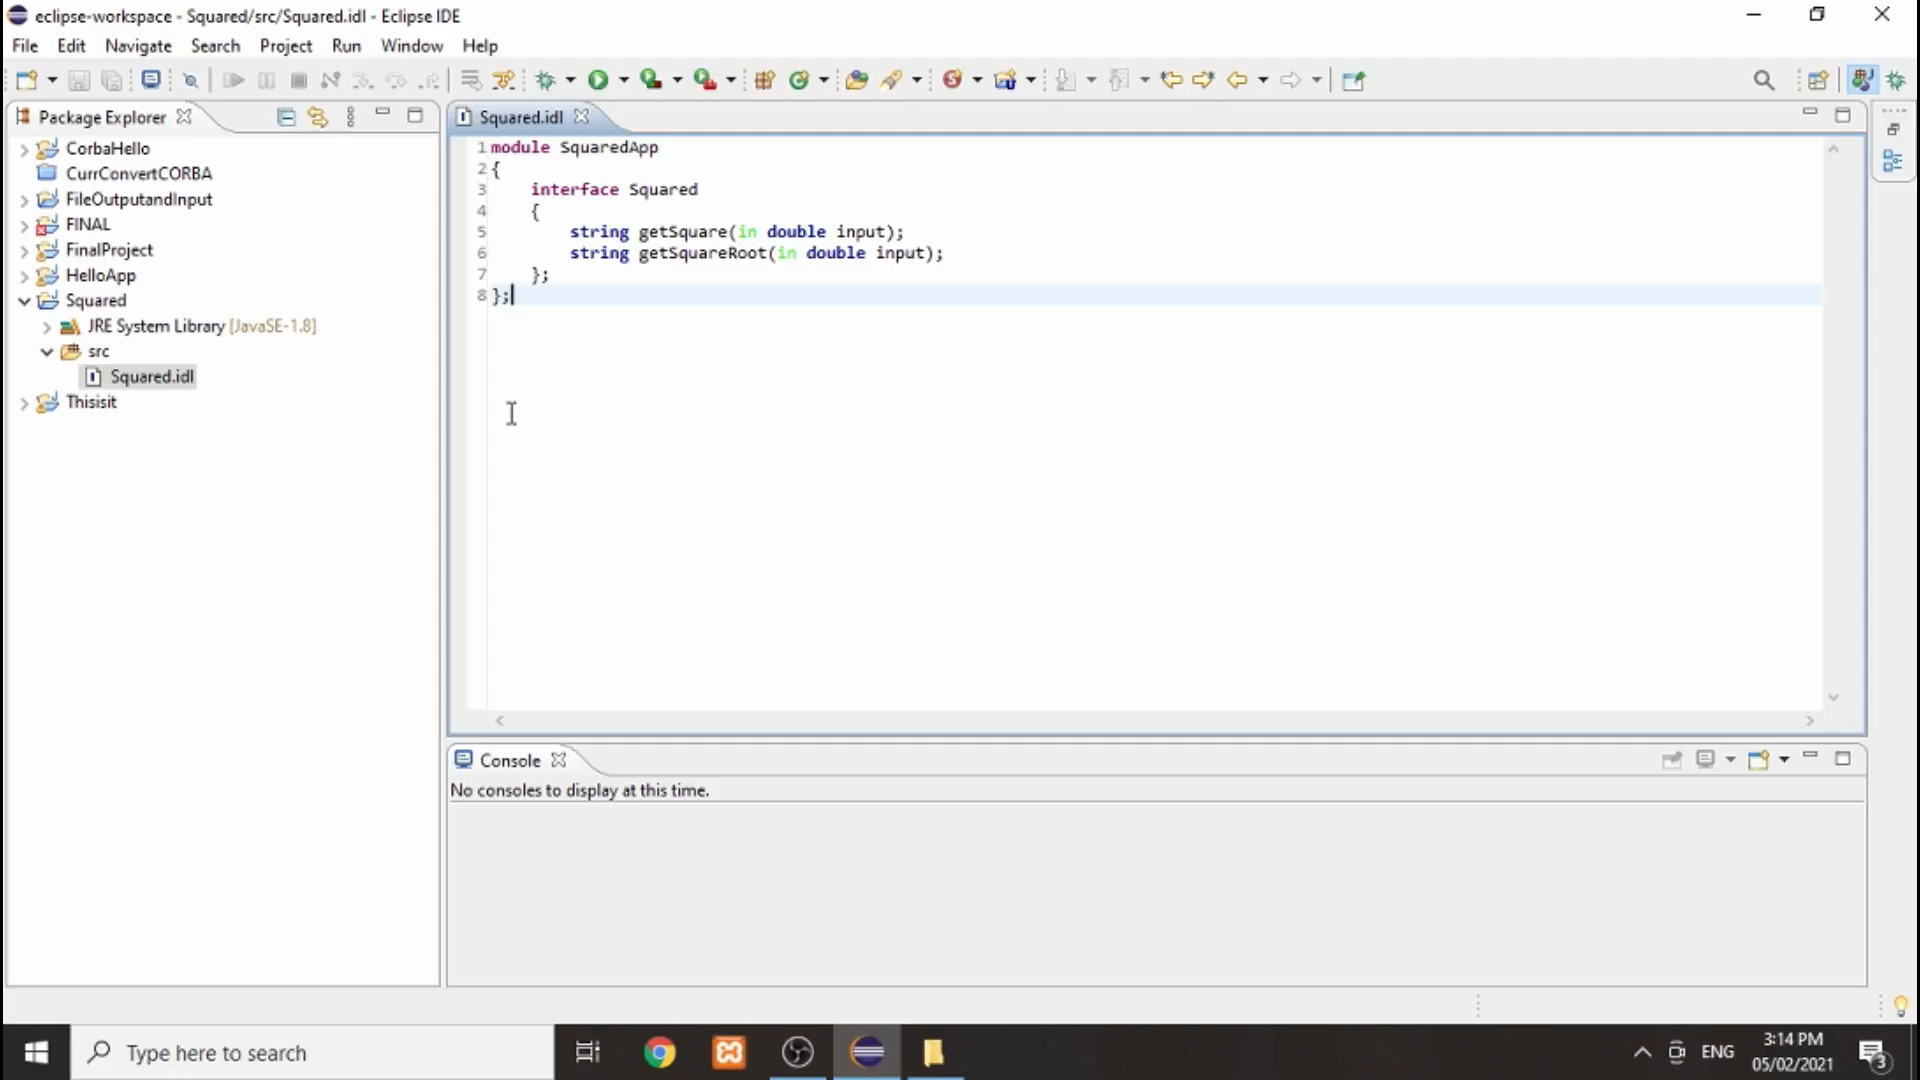 eclipse-workspace - Squared/src/Squared.idl - Eclipse IDE
File Edit Navigate Search Project Run Window Help
Package Explorer
CorbaHello
CurrConvertCORBA
FileOutputandInput
FINAL
FinalProject
HelloApp
Squared
JRE System Library [JavaSE-1.8]
src
Squared.idl
Thisisit
Squared.idl
1 module SquaredApp
2 {
3 interface Squared
4 {
5 string getSquare(in double input);
6 string getSquareRoot(in double input);
7 };
8 };
Console
No consoles to display at this time.
Type here to search
ENG
3:14 PM
05/02/2021
3